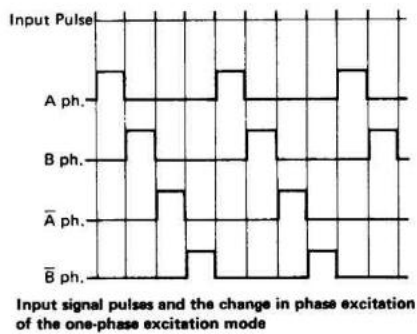 Input Pulse
A ph.
B ph.
A̅ ph.
B̅ ph.
Input signal pulses and the change in phase excitation
of the one-phase excitation mode